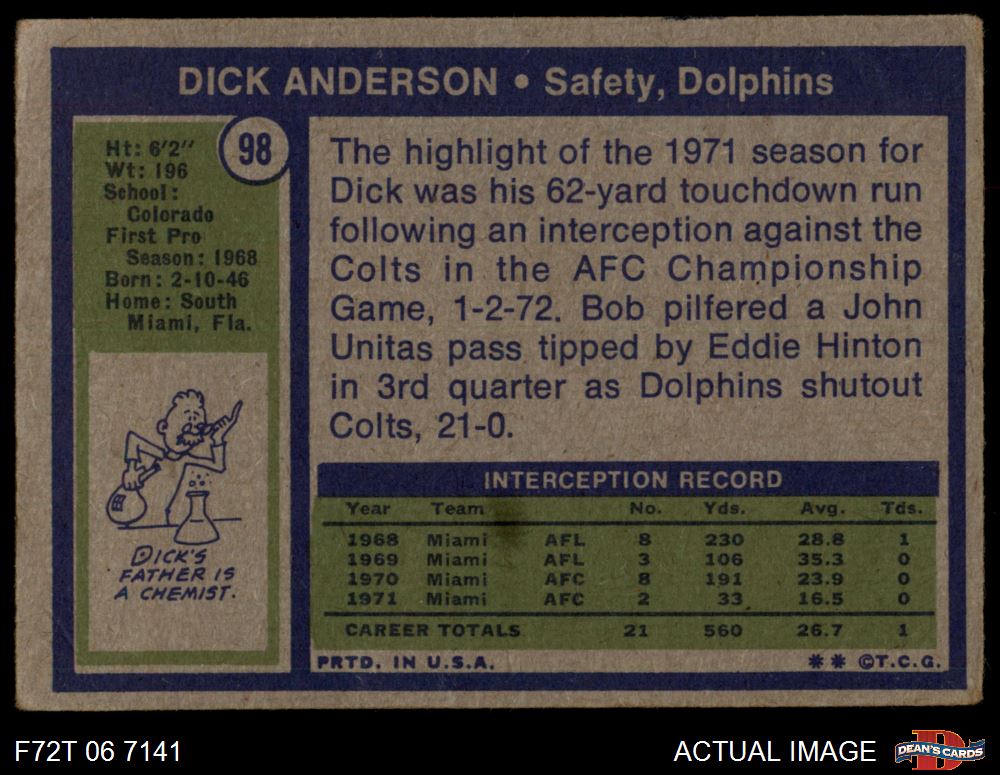 DICK ANDERSON • Safety, Dolphins
98
Ht: 6'2"
Wt: 196
School:
Colorado
First Pro
Season: 1968
Born: 2-10-46
Home: South
Miami, Fla.
DICK'S
FATHER IS
A CHEMIST.
The highlight of the 1971 season for
Dick was his 62-yard touchdown run
following an interception against the
Colts in the AFC Championship
Game, 1-2-72. Bob pilfered a John
Unitas pass tipped by Eddie Hinton
in 3rd quarter as Dolphins shutout
Colts, 21-0.
INTERCEPTION RECORD
Year Team No. Yds. Avg. Tds.
1968 Miami AFL 8 230 28.8 1
1969 Miami AFL 3 106 35.3 0
1970 Miami AFC 8 191 23.9 0
1971 Miami AFC 2 33 16.5 0
CAREER TOTALS 21 560 26.7 1
PRTD. IN U.S.A. ** ©T.C.G.
F72T 06 7141 ACTUAL IMAGE D DEAN'S CARDS